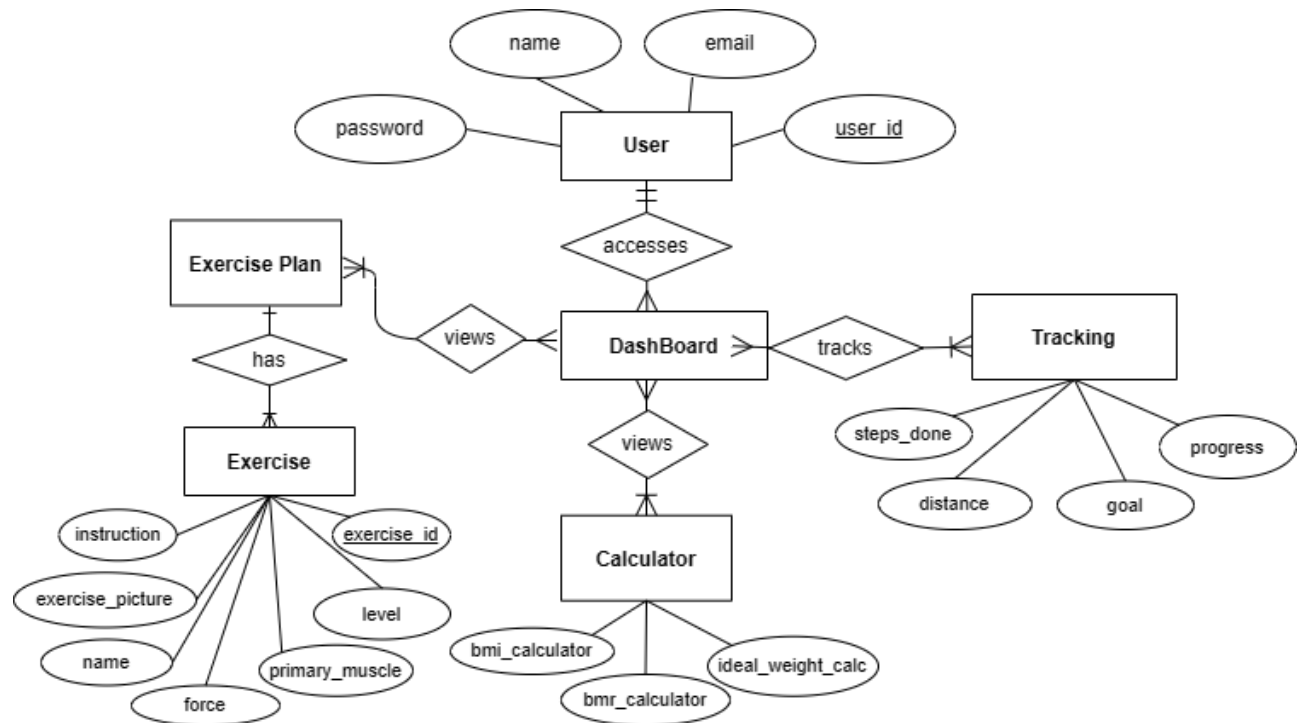 name
email
password
user_id
User
accesses
Exercise Plan
views
DashBoard
tracks
Tracking
has
steps_done
progress
distance
goal
views
Exercise
instruction
exercise_id
exercise_picture
level
name
primary_muscle
force
Calculator
bmi_calculator
ideal_weight_calc
bmr_calculator